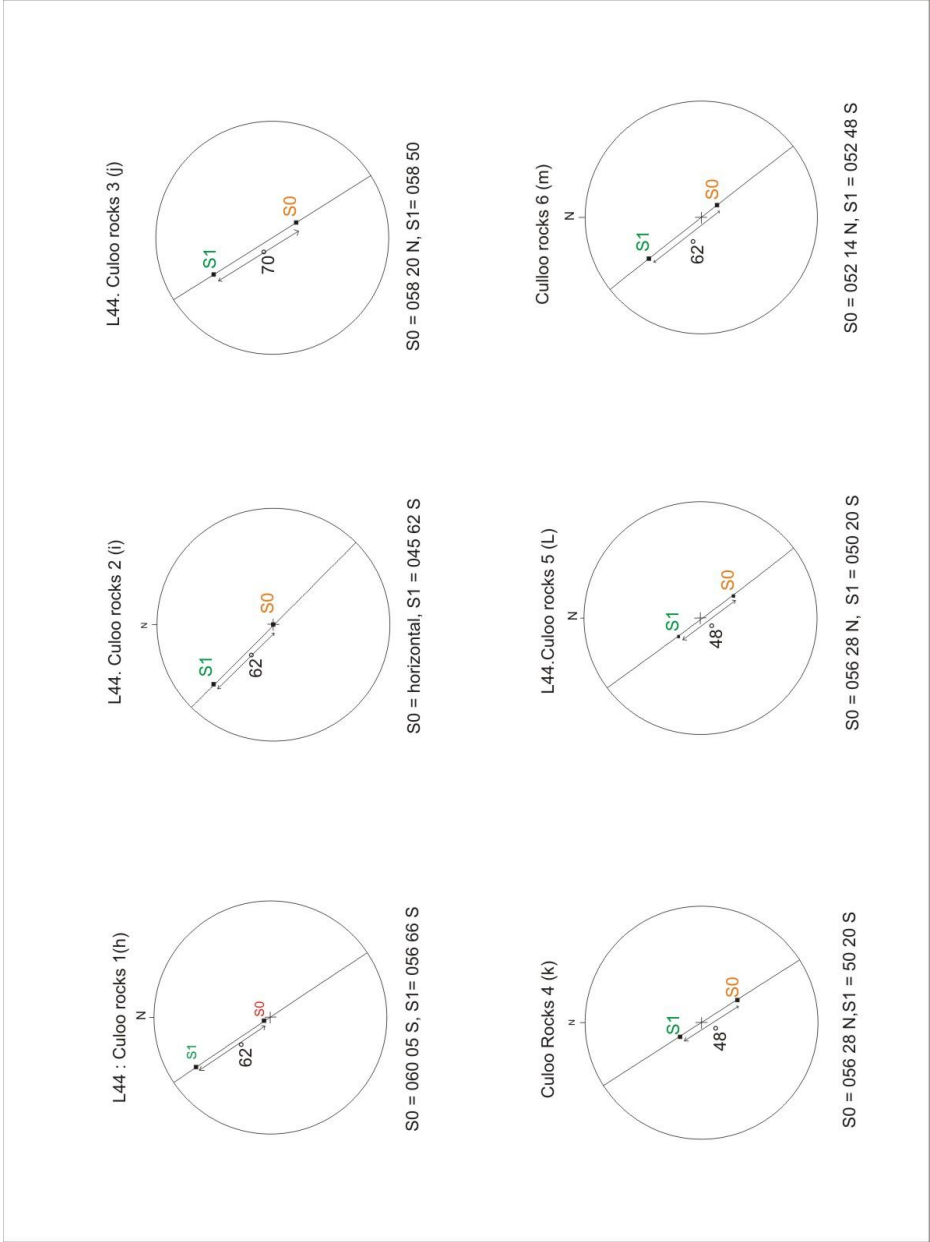 L44 : Culoo rocks 1(h)
N
S1
S0
62°
S0 = 060 05 S, S1= 056 66 S
L44. Culoo rocks 2 (i)
N
S1
S0
62°
S0 = horizontal, S1 = 045 62 S
L44. Culoo rocks 3 (j)
S1
S0
70°
S0 = 058 20 N, S1= 058 50
Culoo Rocks 4 (k)
N
S1
S0
48°
S0 = 056 28 N,S1 = 50 20 S
L44.Culoo rocks 5 (L)
N
S1
S0
48°
S0 = 056 28 N, S1 = 050 20 S
Culloo rocks 6 (m)
N
S1
S0
62°
S0 = 052 14 N, S1 = 052 48 S